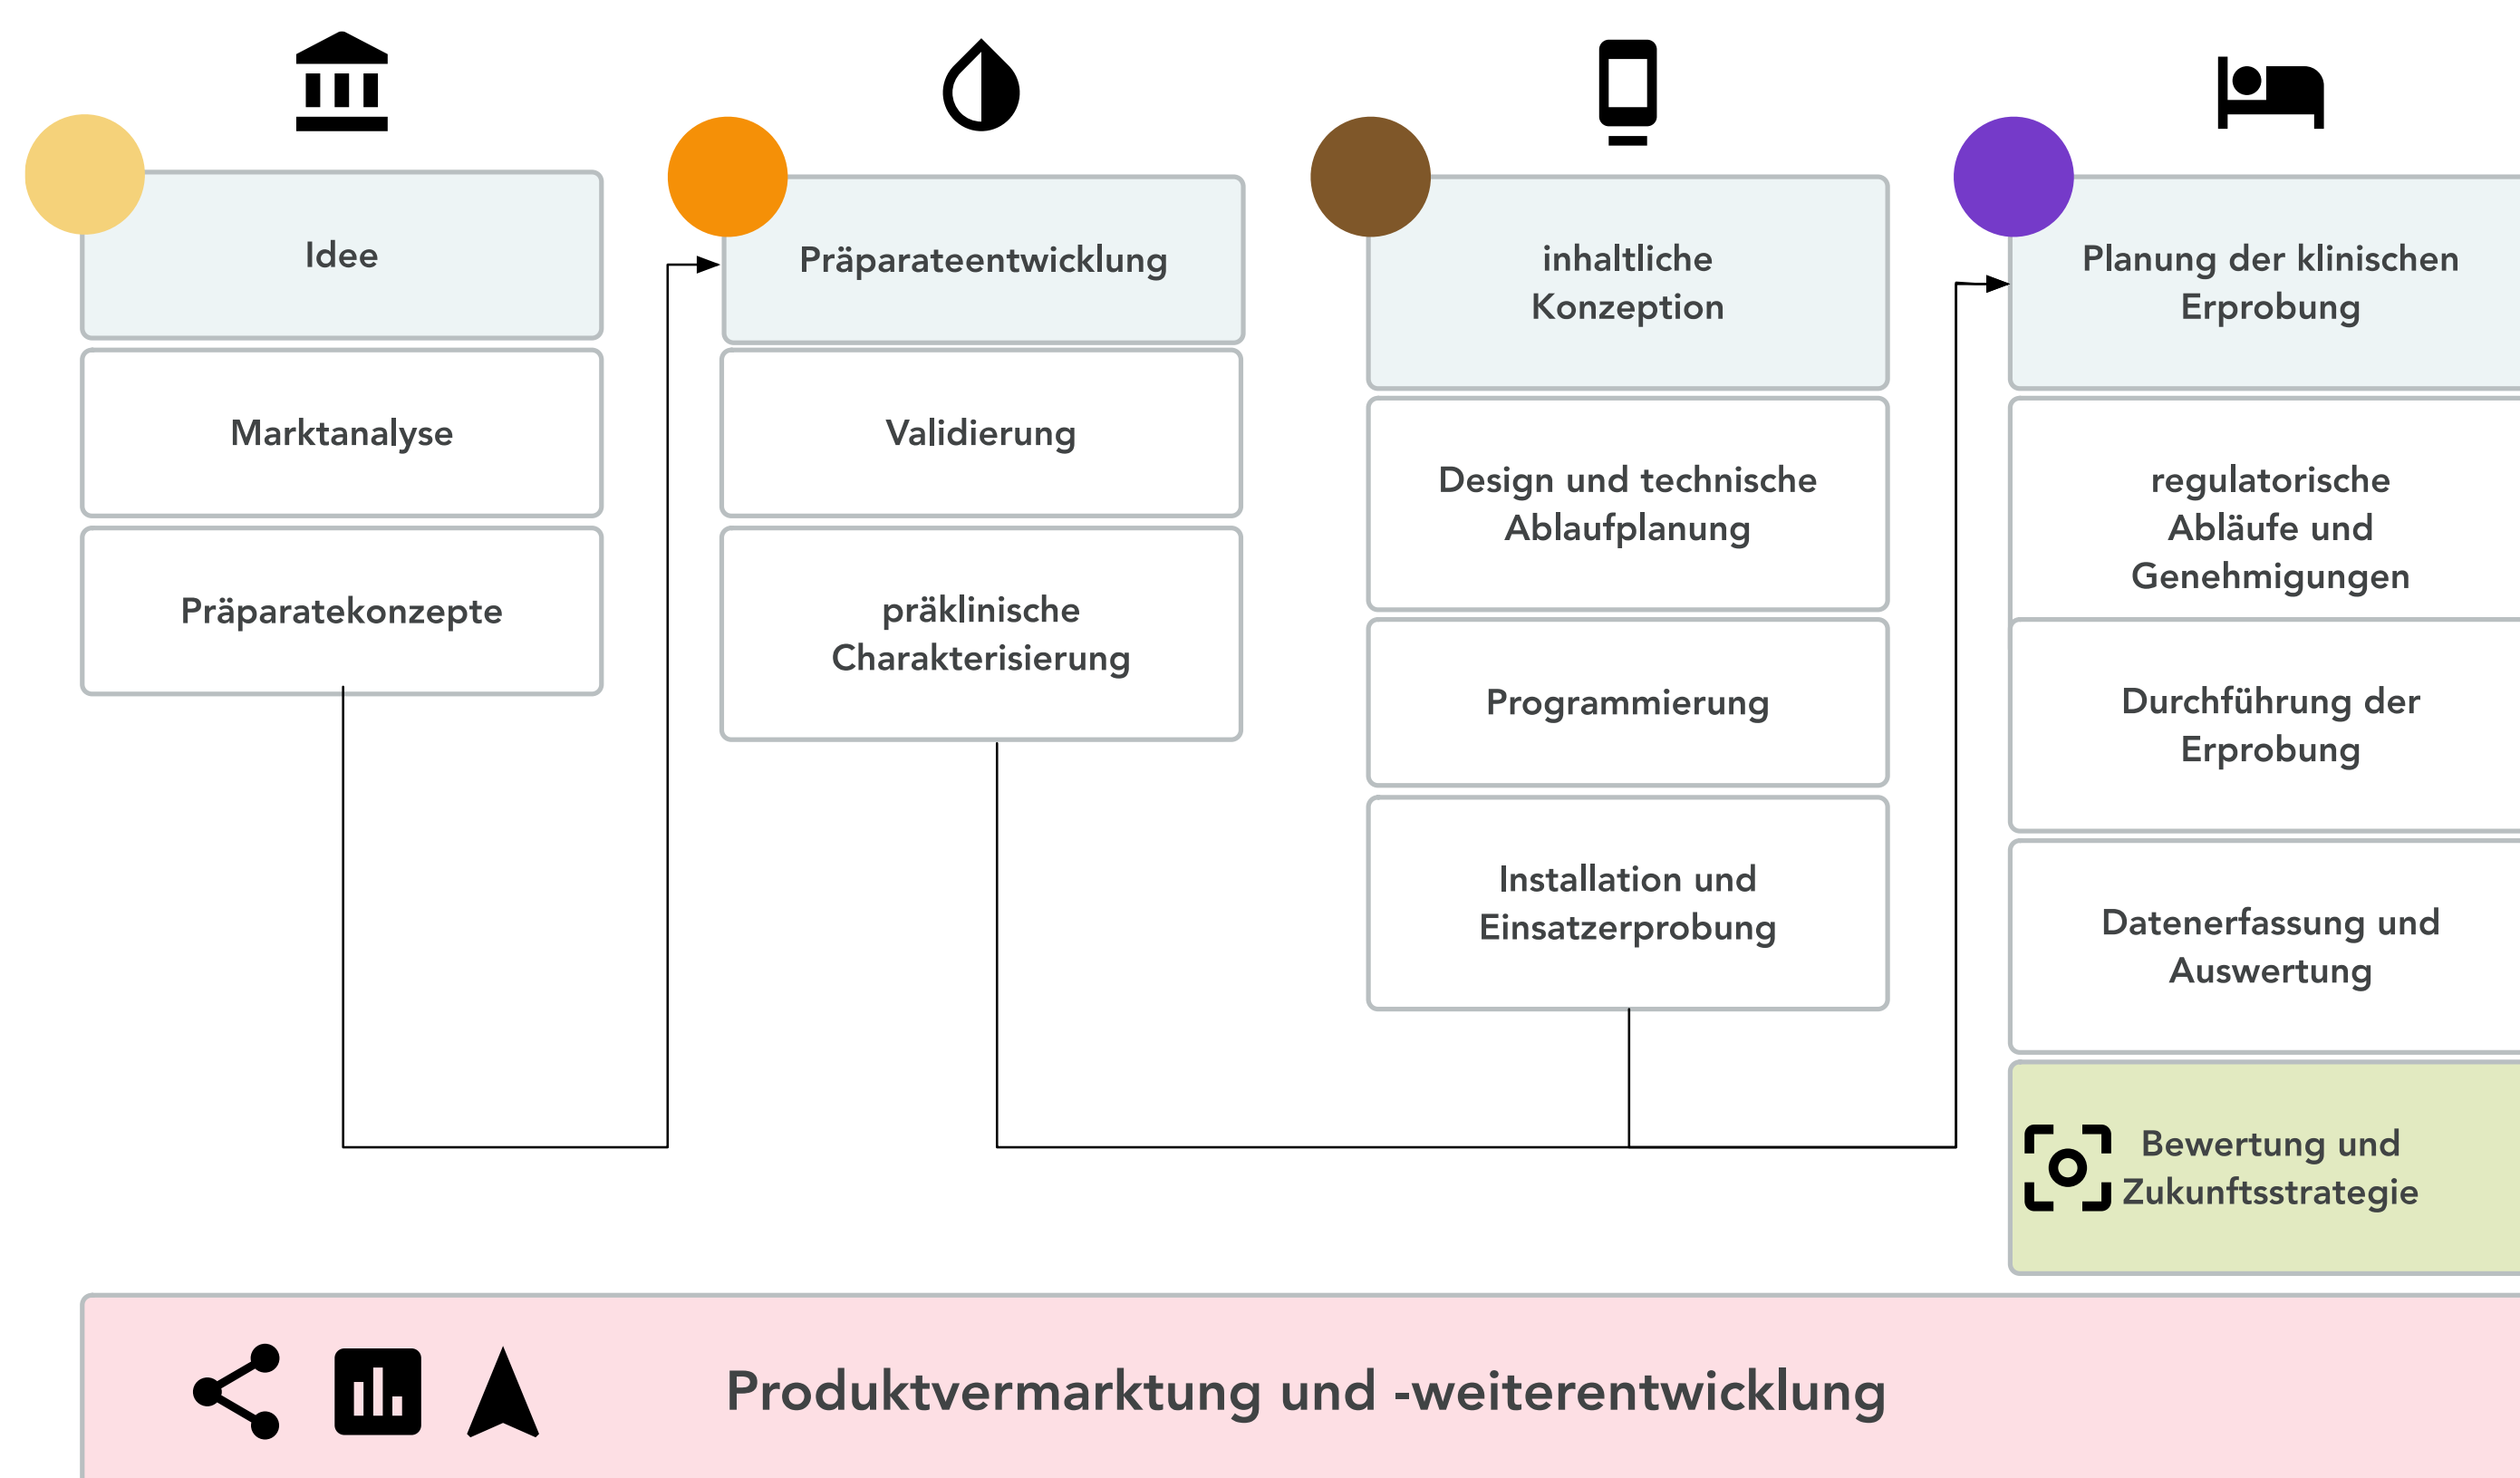 Idee
Marktanalyse
Präparatekonzepte
Präparateentwicklung
Validierung
präklinische
Charakterisierung
inhaltliche
Konzeption
Design und technische
Ablaufplanung
Programmierung
Installation und
Einsatzerprobung
Planung der klinischen
Erprobung
regulatorische
Abläufe und
Genehmigungen
Durchführung der
Erprobung
Datenerfassung und
Auswertung
Bewertung und
Zukunftsstrategie
Produktvermarktung und -weiterentwicklung